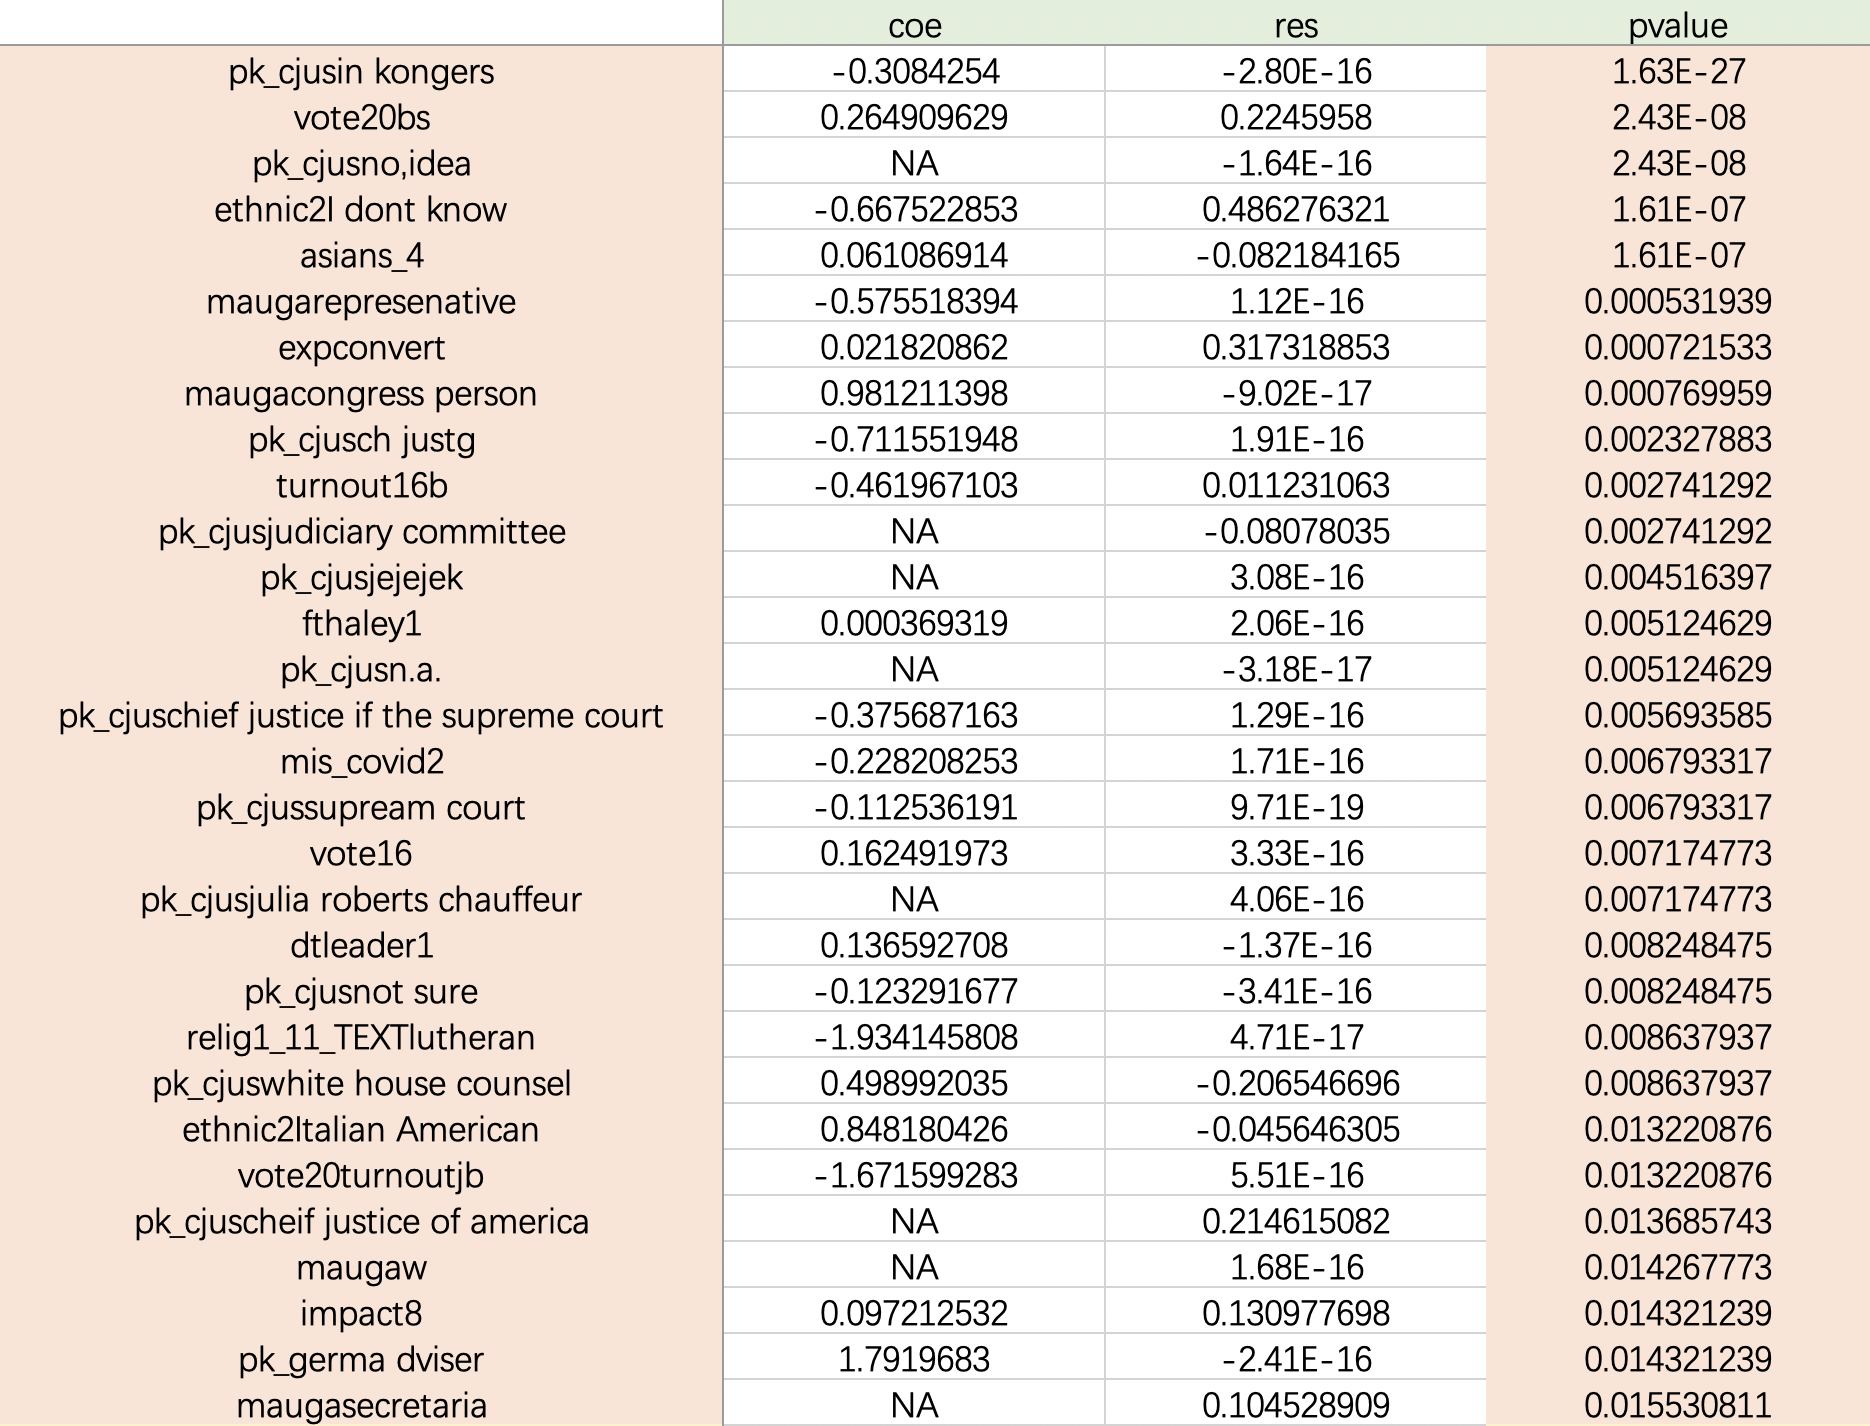 coe res pvalue
pk_cjusin kongers -0.3084254 -2.80E-16 1.63E-27
vote20bs 0.264909629 0.2245958 2.43E-08
pk_cjusno,idea NA -1.64E-16 2.43E-08
ethnic2I dont know -0.667522853 0.486276321 1.61E-07
asians_4 0.061086914 -0.082184165 1.61E-07
maugarepresenative -0.575518394 1.12E-16 0.000531939
expconvert 0.021820862 0.317318853 0.000721533
maugacongress person 0.981211398 -9.02E-17 0.000769959
pk_cjusch justg -0.711551948 1.91E-16 0.002327883
turnout16b -0.461967103 0.011231063 0.002741292
pk_cjusjudiciary committee NA -0.08078035 0.002741292
pk_cjusjejejek NA 3.08E-16 0.004516397
fthaley1 0.000369319 2.06E-16 0.005124629
pk_cjusn.a. NA -3.18E-17 0.005124629
pk_cjuschief justice if the supreme court -0.375687163 1.29E-16 0.005693585
mis_covid2 -0.228208253 1.71E-16 0.006793317
pk_cjussupream court -0.112536191 9.71E-19 0.006793317
vote16 0.162491973 3.33E-16 0.007174773
pk_cjusjulia roberts chauffeur NA 4.06E-16 0.007174773
dtleader1 0.136592708 -1.37E-16 0.008248475
pk_cjusnot sure -0.123291677 -3.41E-16 0.008248475
relig1_11_TEXTlutheran -1.934145808 4.71E-17 0.008637937
pk_cjuswhite house counsel 0.498992035 -0.206546696 0.008637937
ethnic2Italian American 0.848180426 -0.045646305 0.013220876
vote20turnoutjb -1.671599283 5.51E-16 0.013220876
pk_cjuscheif justice of america NA 0.214615082 0.013685743
maugaw NA 1.68E-16 0.014267773
impact8 0.097212532 0.130977698 0.014321239
pk_germa dviser 1.7919683 -2.41E-16 0.014321239
maugasecretaria NA 0.104528909 0.015530811